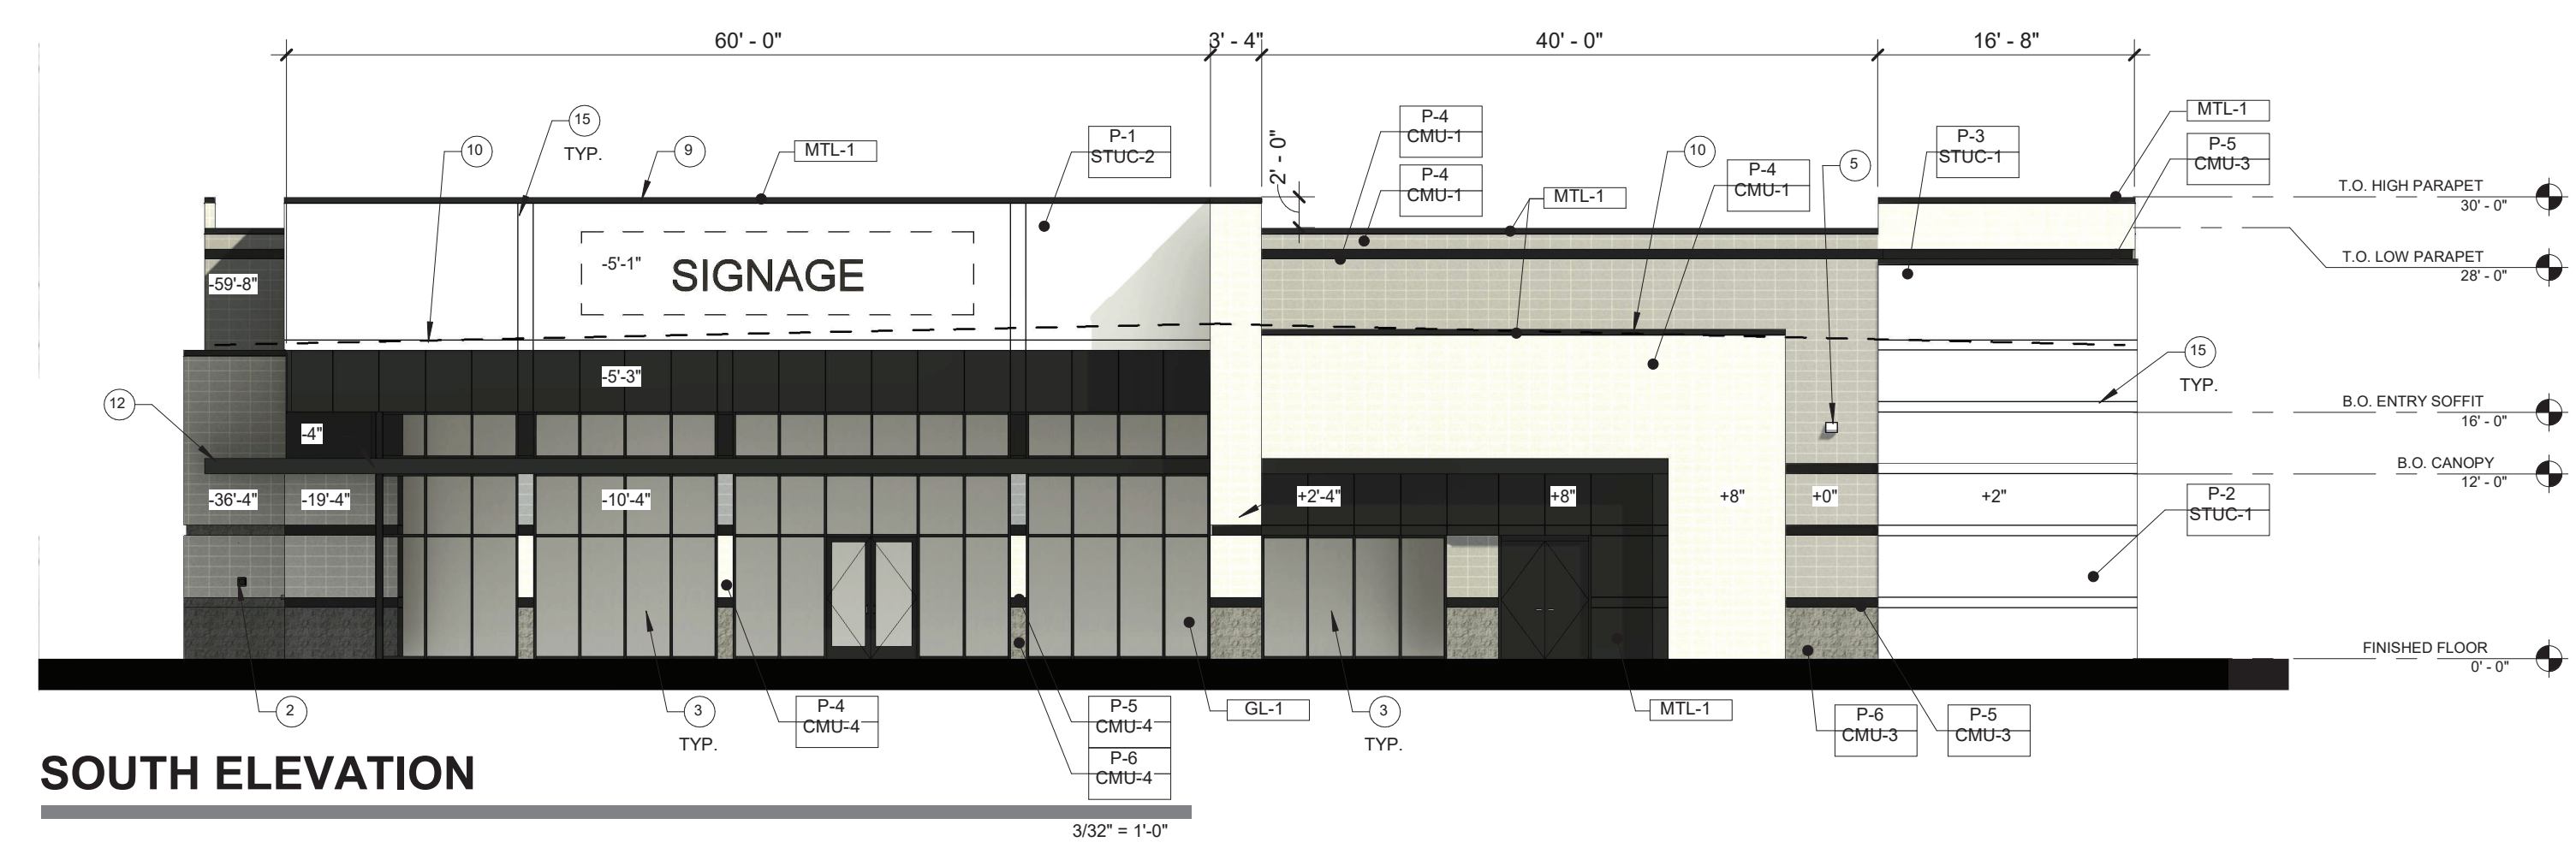 60' - 0"
3' - 4"
40' - 0"
16' - 8"
15
TYP.
10
9
MTL-1
P-1
STUC-2
2' - 0"
P-4
CMU-1
P-4
CMU-1
MTL-1
10
P-4
CMU-1
5
P-3
STUC-1
MTL-1
P-5
CMU-3
T.O. HIGH PARAPET
30' - 0"
T.O. LOW PARAPET
28' - 0"
-59'-8"
-5'-1"
SIGNAGE
-5'-3"
15
TYP.
12
-4"
B.O. ENTRY SOFFIT
16' - 0"
B.O. CANOPY
12' - 0"
-36'-4"
-19'-4"
-10'-4"
+2'-4"
+8"
+8"
+0"
+2"
P-2
STUC-1
FINISHED FLOOR
0' - 0"
2
3
TYP.
P-4
CMU-4
P-5
CMU-4
P-6
CMU-4
GL-1
3
TYP.
MTL-1
P-6
CMU-3
P-5
CMU-3
SOUTH ELEVATION
3/32" = 1'-0"